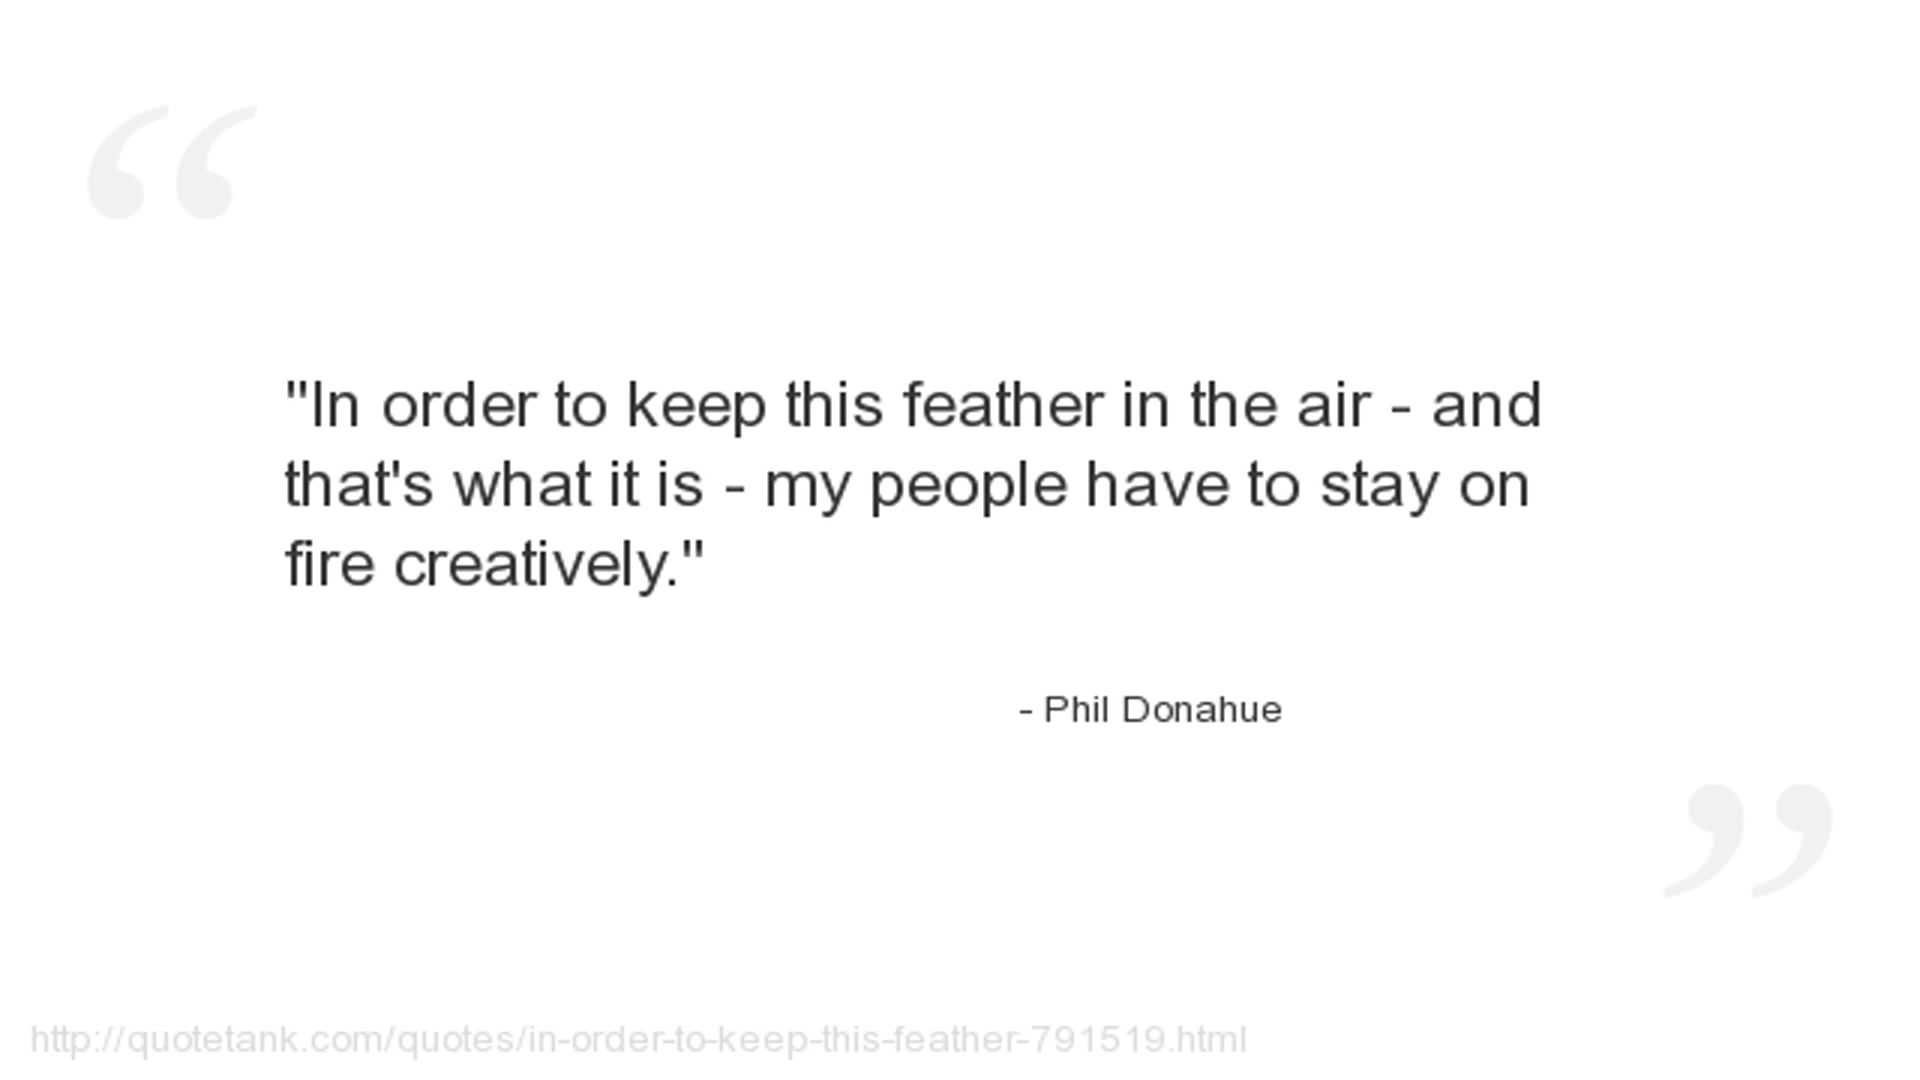 "In order to keep this feather in the air - and
that's what it is - my people have to stay on
fire creatively."
- Phil Donahue
http://quotetank.com/quotes/in-order-to-keep-this-feather-791519.html